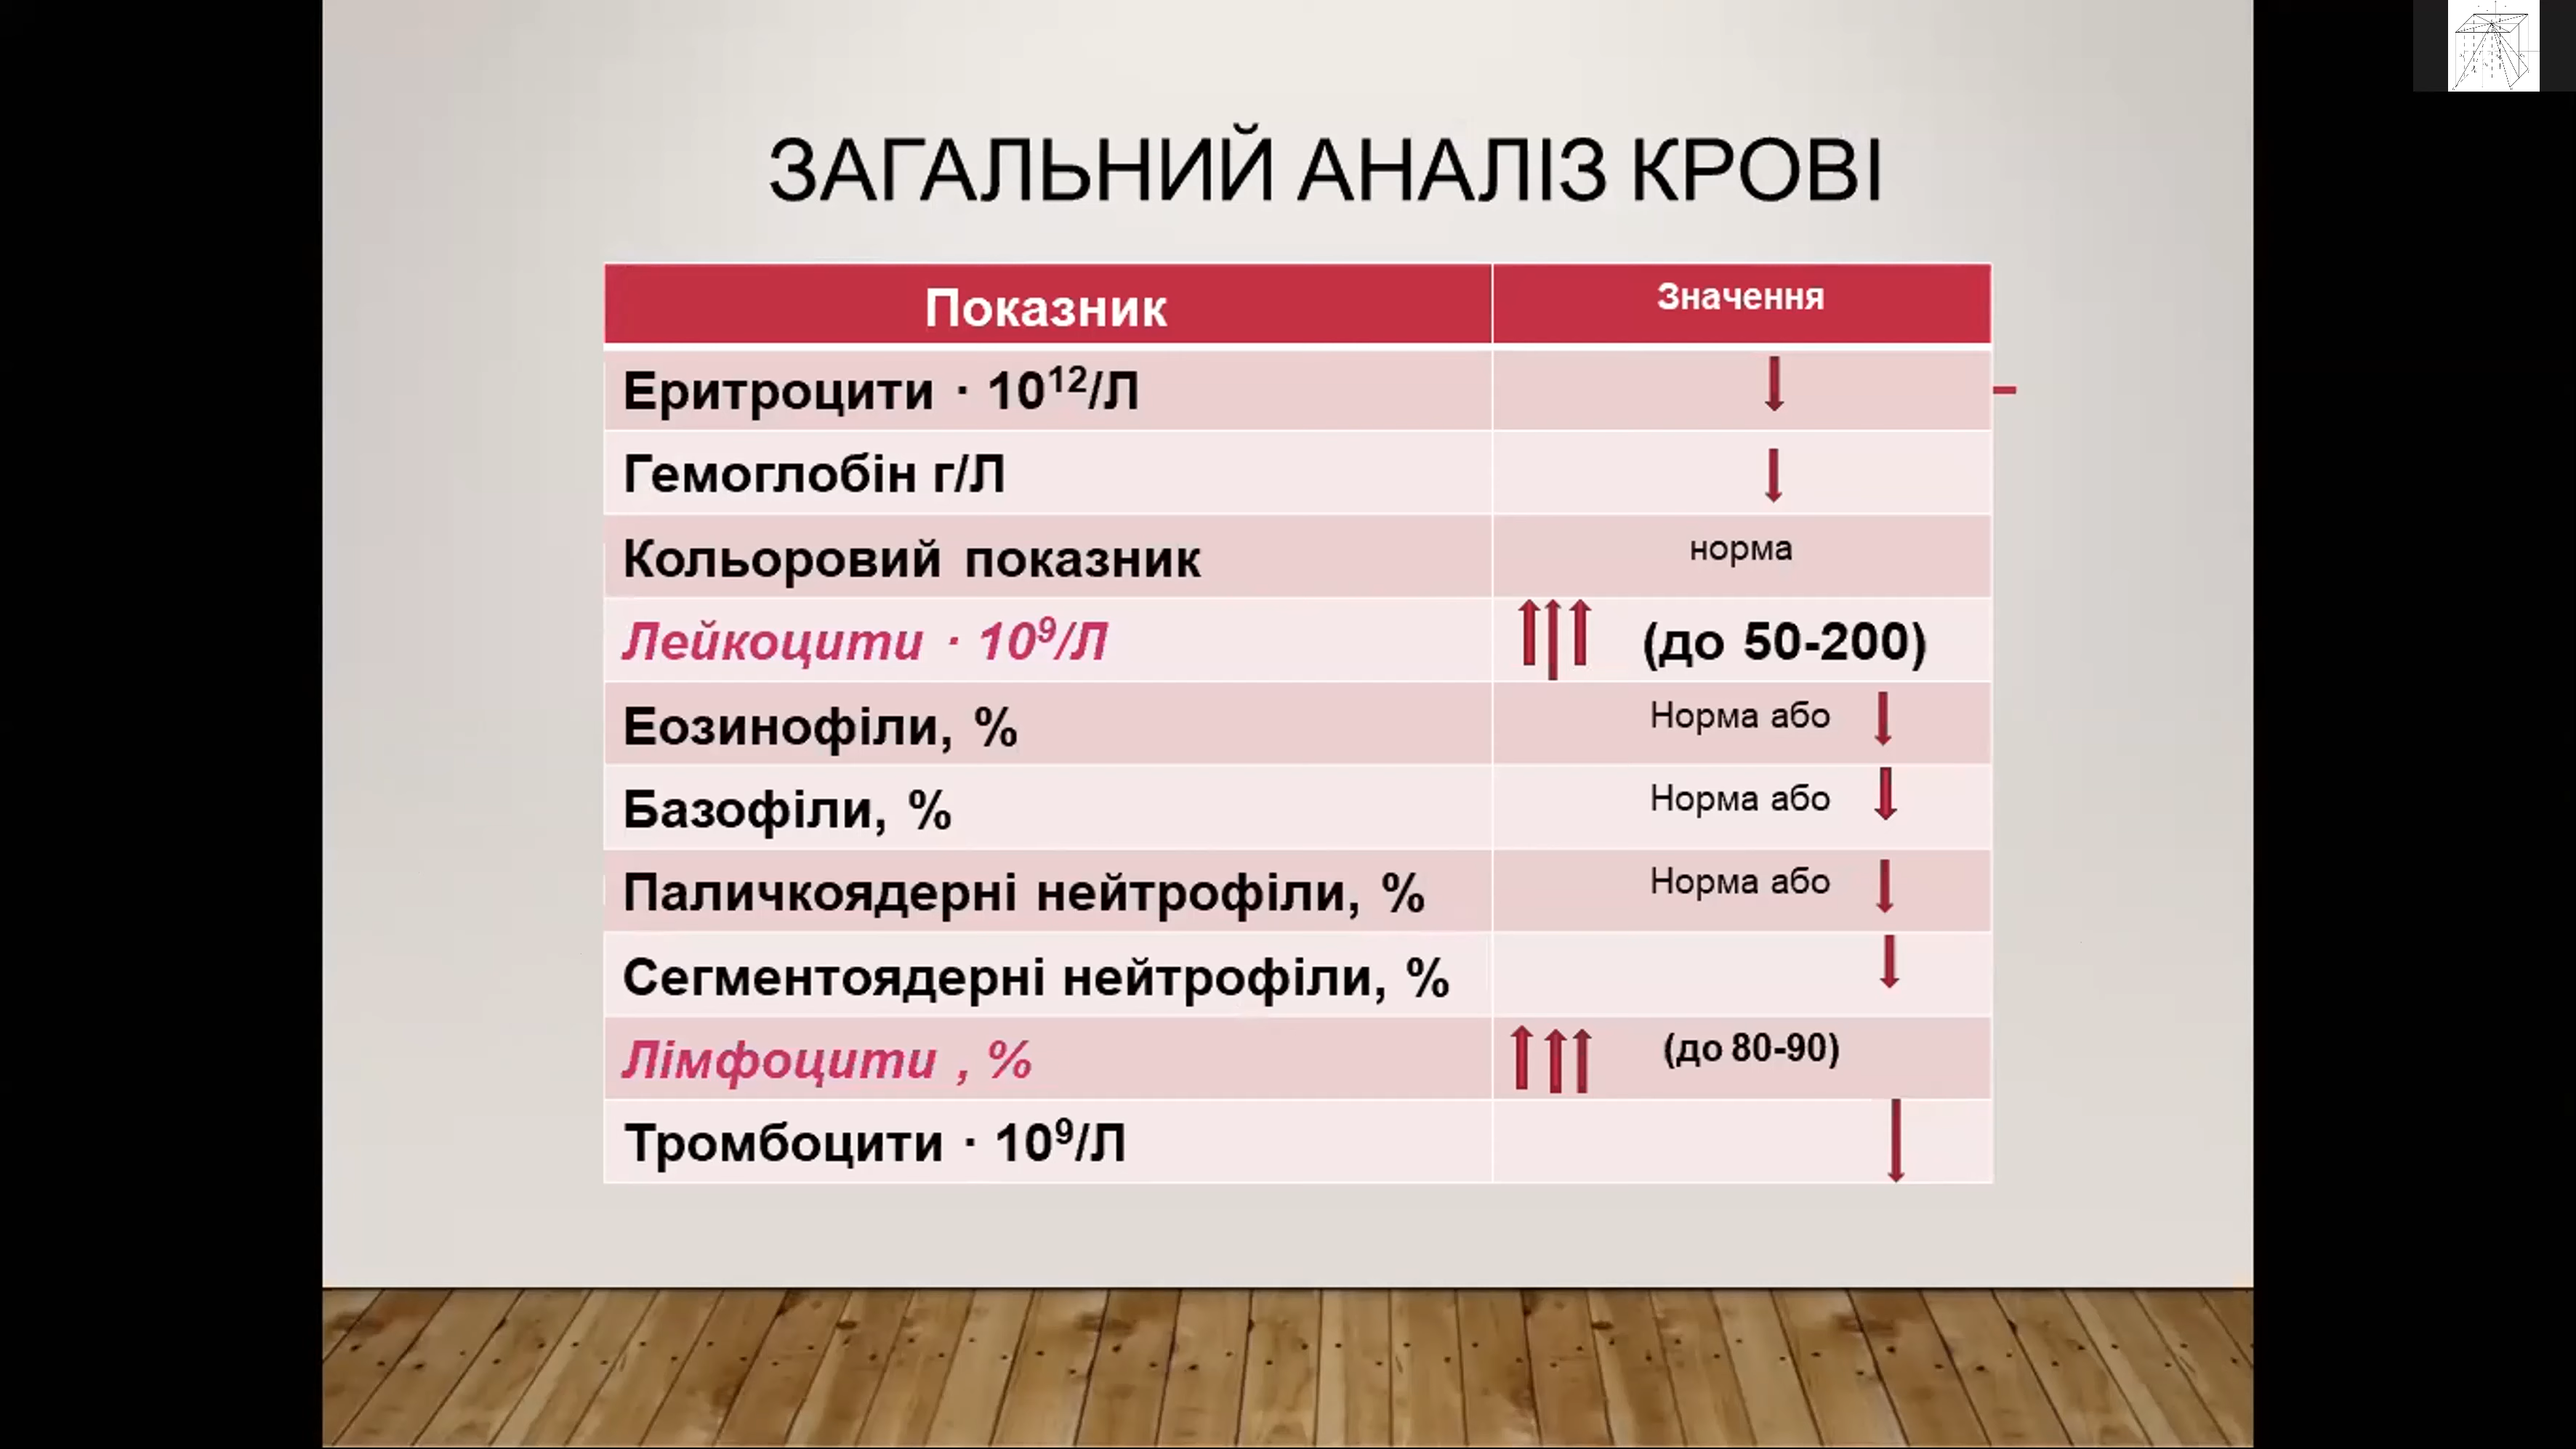 ЗАГАЛЬНИЙ АНАЛІЗ КРОВІ
Показник Значення
Еритроцити · 10¹²/Л
Гемоглобін г/Л
Кольоровий показник норма
Лейкоцити · 10⁹/Л (до 50-200)
Еозинофіли, % Норма або
Базофіли, % Норма або
Паличкоядерні нейтрофіли, % Норма або
Сегментоядерні нейтрофіли, %
Лімфоцити , % (до 80-90)
Тромбоцити · 10⁹/Л